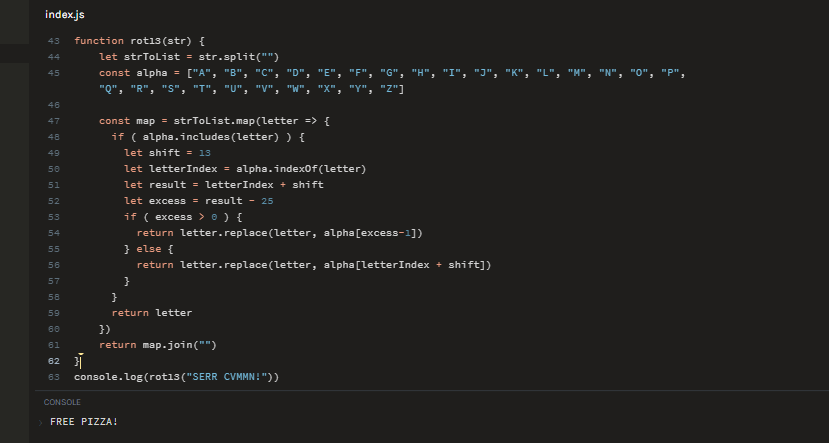 index.js
43 function rot13(str) {
44 let strToList = str.split("")
45 const alpha = ["A", "B", "C", "D", "E", "F", "G", "H", "I", "J", "K", "L", "M", "N", "O", "P",
"Q", "R", "S", "T", "U", "V", "W", "X", "Y", "Z"]
46
47 const map = strToList.map(letter => {
48 if ( alpha.includes(letter) ) {
49 let shift = 13
50 let letterIndex = alpha.indexOf(letter)
51 let result = letterIndex + shift
52 let excess = result - 25
53 if ( excess > 0 ) {
54 return letter.replace(letter, alpha[excess-1])
55 } else {
56 return letter.replace(letter, alpha[letterIndex + shift])
57 }
58 }
59 return letter
60 })
61 return map.join("")
62 }
63 console.log(rot13("SERR CVMMN!"))
CONSOLE
› FREE PIZZA!